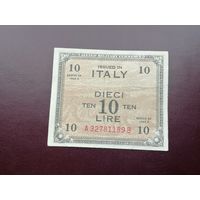 10 ISSUED IN 10
ITALY
DIECI
TEN 10 TEN
LIRE
10 10
A 32781189 B